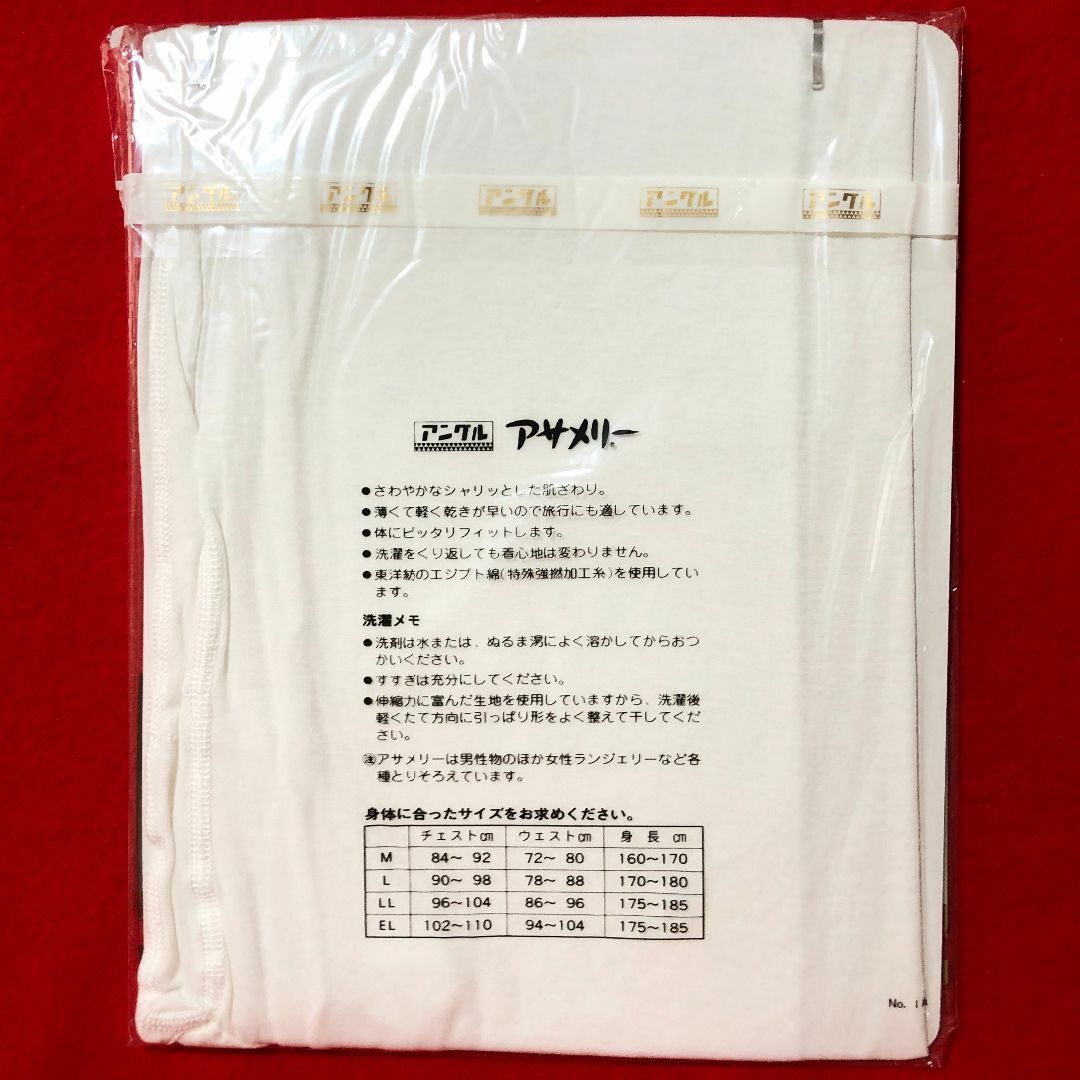 アングル アングル アングル アングル アングル
アングル アサメリー®
●さわやかなシャリッとした肌ざわり。
●薄くて軽く乾きが早いので旅行にも適しています。
●体にピッタリフィットします。
●洗濯をくり返しても着心地は変わりません。
●東洋紡のエジプト綿(特殊強撚加工糸)を使用してい
ます。
洗濯メモ
●洗剤は水または、ぬるま湯によく溶かしてからおつ
かいください。
●すすぎは充分にしてください。
●伸縮力に富んだ生地を使用していますから、洗濯後
軽くたて方向に引っぱり形をよく整えて干してくだ
さい。
㊟アサメリーは男性物のほか女性ランジェリーなど各
種とりそろえています。
身体に合ったサイズをお求めください。
チェスト㎝ ウェスト㎝ 身長 ㎝
M 84〜 92 72〜 80 160〜170
L 90〜 98 78〜 88 170〜180
LL 96〜104 86〜 96 175〜185
EL 102〜110 94〜104 175〜185
No.